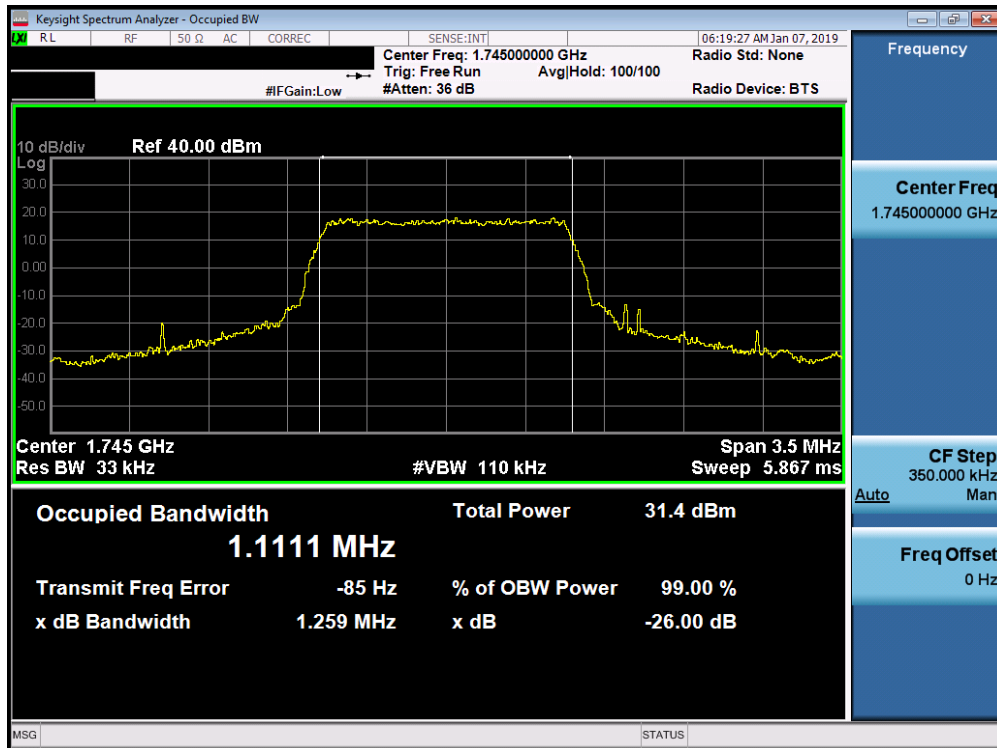 Keysight Spectrum Analyzer - Occupied BW
LXI RL RF 50 Ω AC CORREC SENSE:INT 06:19:27 AM Jan 07, 2019
Center Freq: 1.745000000 GHz Radio Std: None
Trig: Free Run Avg|Hold: 100/100
#IFGain:Low #Atten: 36 dB Radio Device: BTS
10 dB/div Ref 40.00 dBm
Log
30.0
20.0
10.0
0.00
-10.0
-20.0
-30.0
-40.0
-50.0
Center 1.745 GHz Span 3.5 MHz
Res BW 33 kHz #VBW 110 kHz Sweep 5.867 ms
Occupied Bandwidth Total Power 31.4 dBm
1.1111 MHz
Transmit Freq Error -85 Hz % of OBW Power 99.00 %
x dB Bandwidth 1.259 MHz x dB -26.00 dB
MSG STATUS
Frequency
Center Freq
1.745000000 GHz
CF Step
350.000 kHz
Auto Man
Freq Offset
0 Hz